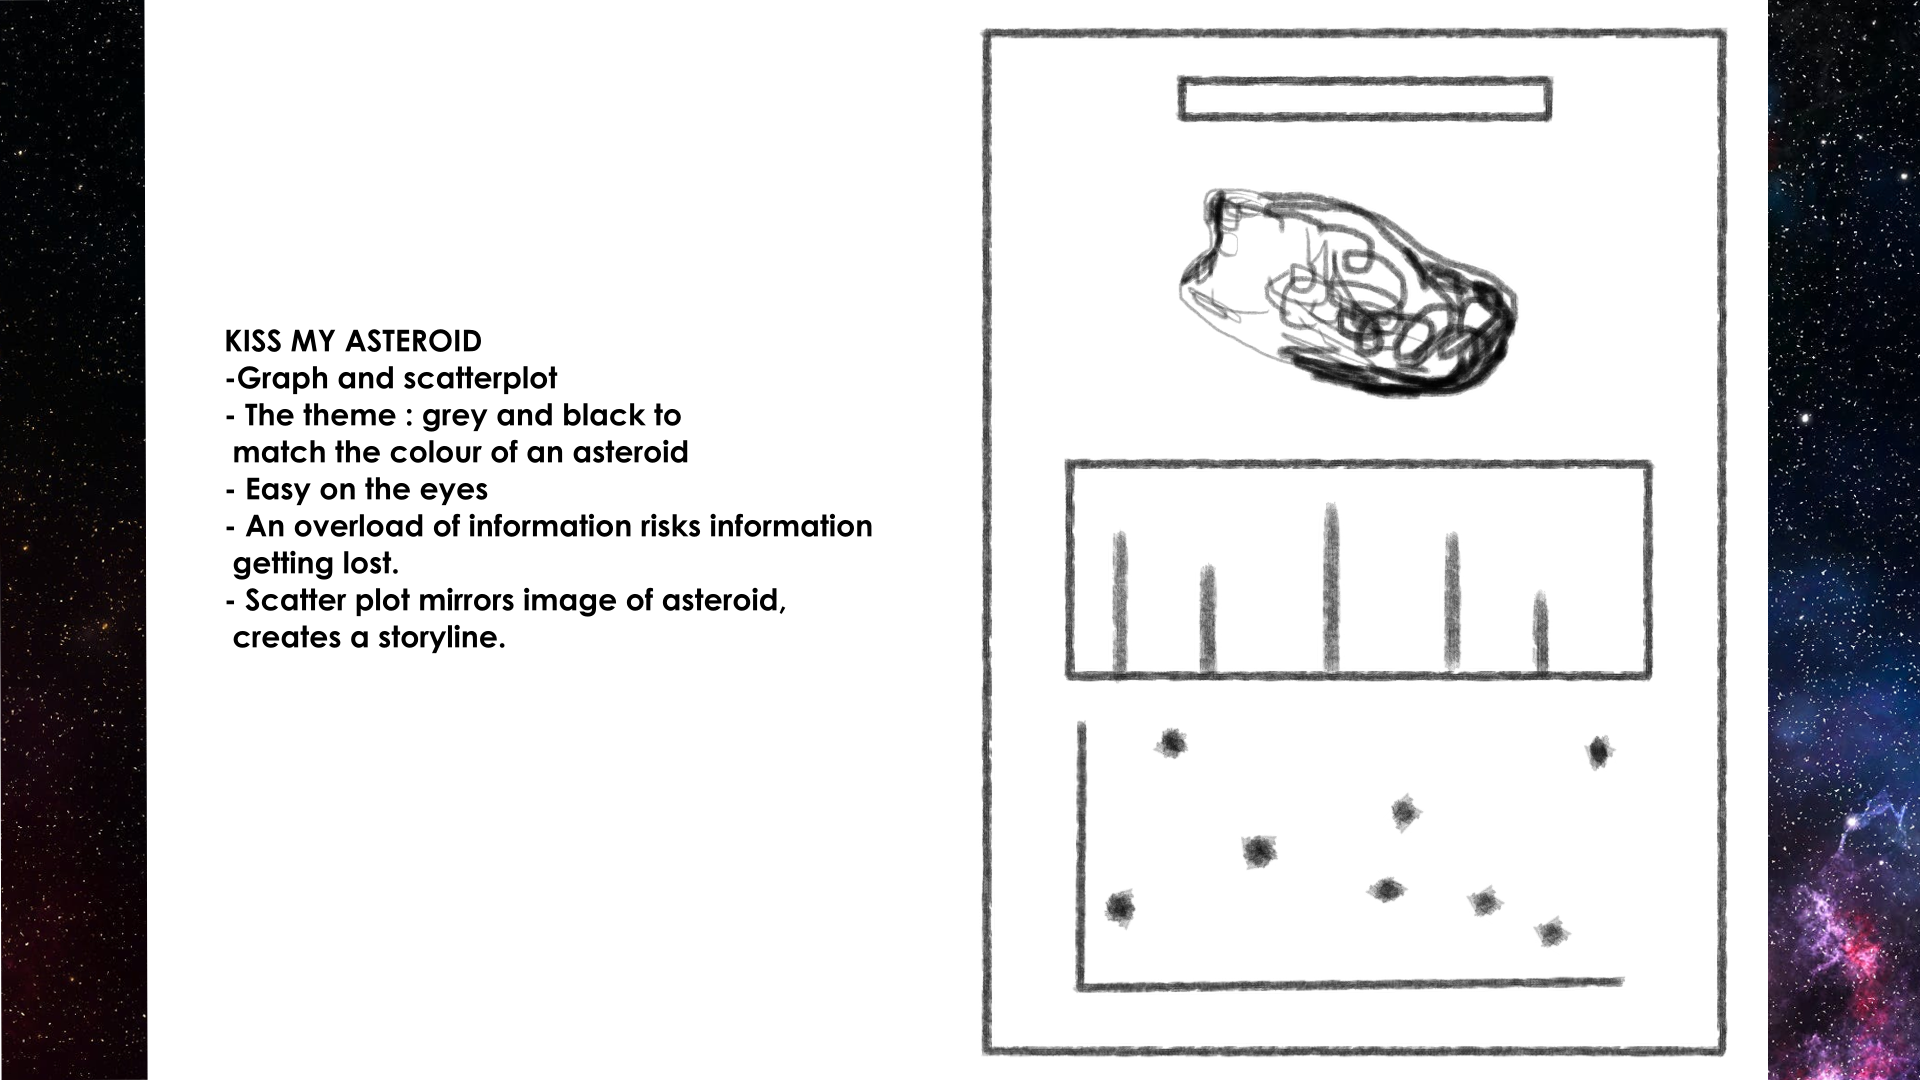 KISS MY ASTEROID
-Graph and scatterplot
- The theme : grey and black to
match the colour of an asteroid
- Easy on the eyes
- An overload of information risks information
getting lost.
- Scatter plot mirrors image of asteroid,
creates a storyline.